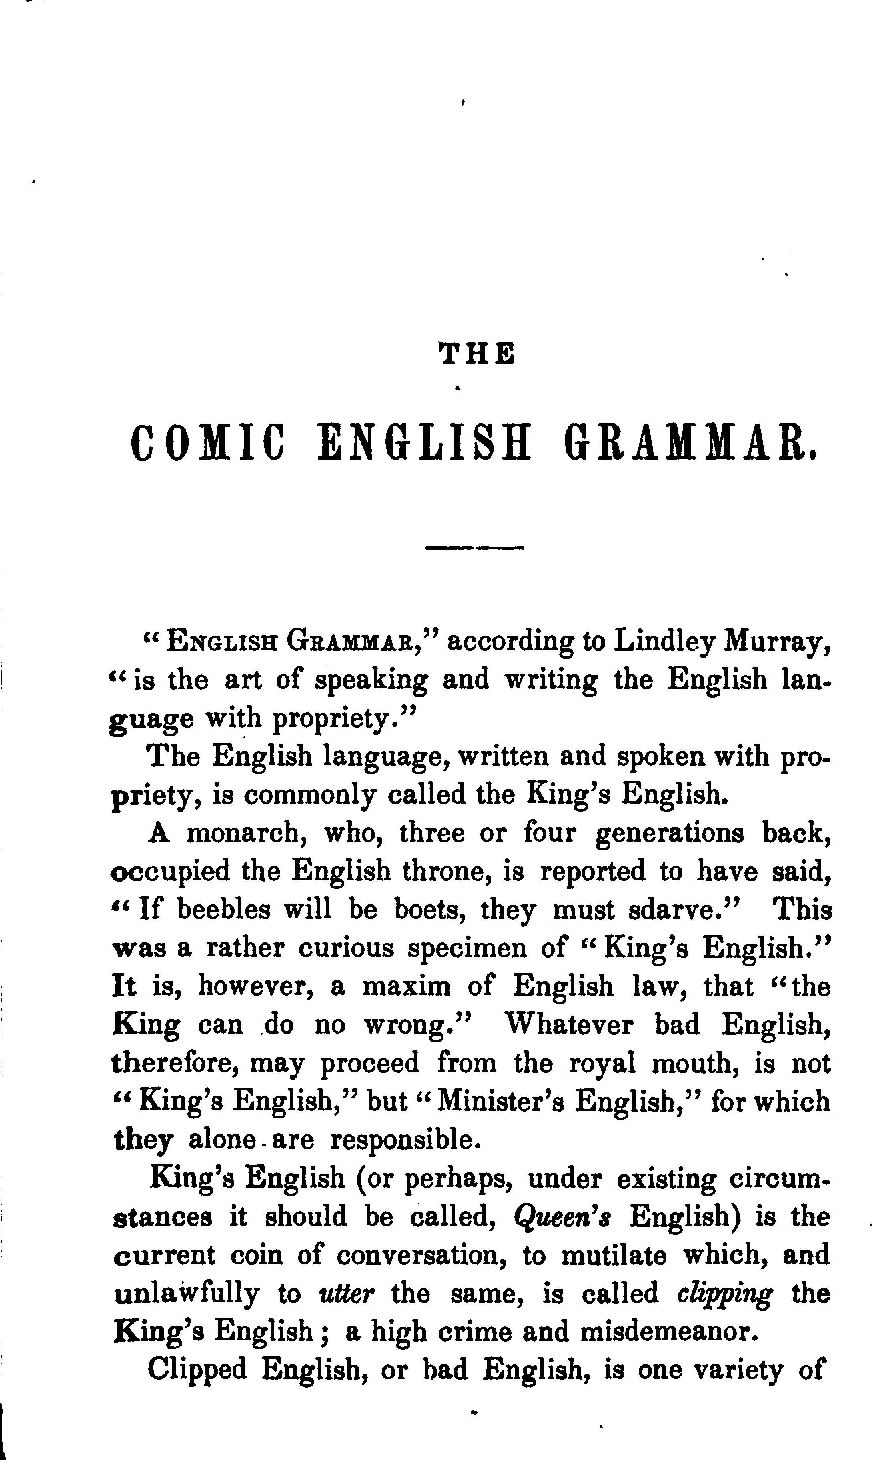 THE
COMIC ENGLISH GRAMMAR.
“ ENGLISH GRAMMAR,” according to Lindley Murray,
“ is the art of speaking and writing the English lan-
guage with propriety.”
The English language, written and spoken with pro-
priety, is commonly called the King’s English.
A monarch, who, three or four generations back,
occupied the English throne, is reported to have said,
“ If beebles will be boets, they must sdarve.” This
was a rather curious specimen of “ King’s English.”
It is, however, a maxim of English law, that “ the
King can do no wrong.” Whatever bad English,
therefore, may proceed from the royal mouth, is not
“ King’s English,” but “ Minister’s English,” for which
they alone are responsible.
King’s English (or perhaps, under existing circum-
stances it should be called, Queen’s English) is the
current coin of conversation, to mutilate which, and
unlawfully to utter the same, is called clipping the
King’s English ; a high crime and misdemeanor.
Clipped English, or bad English, is one variety of